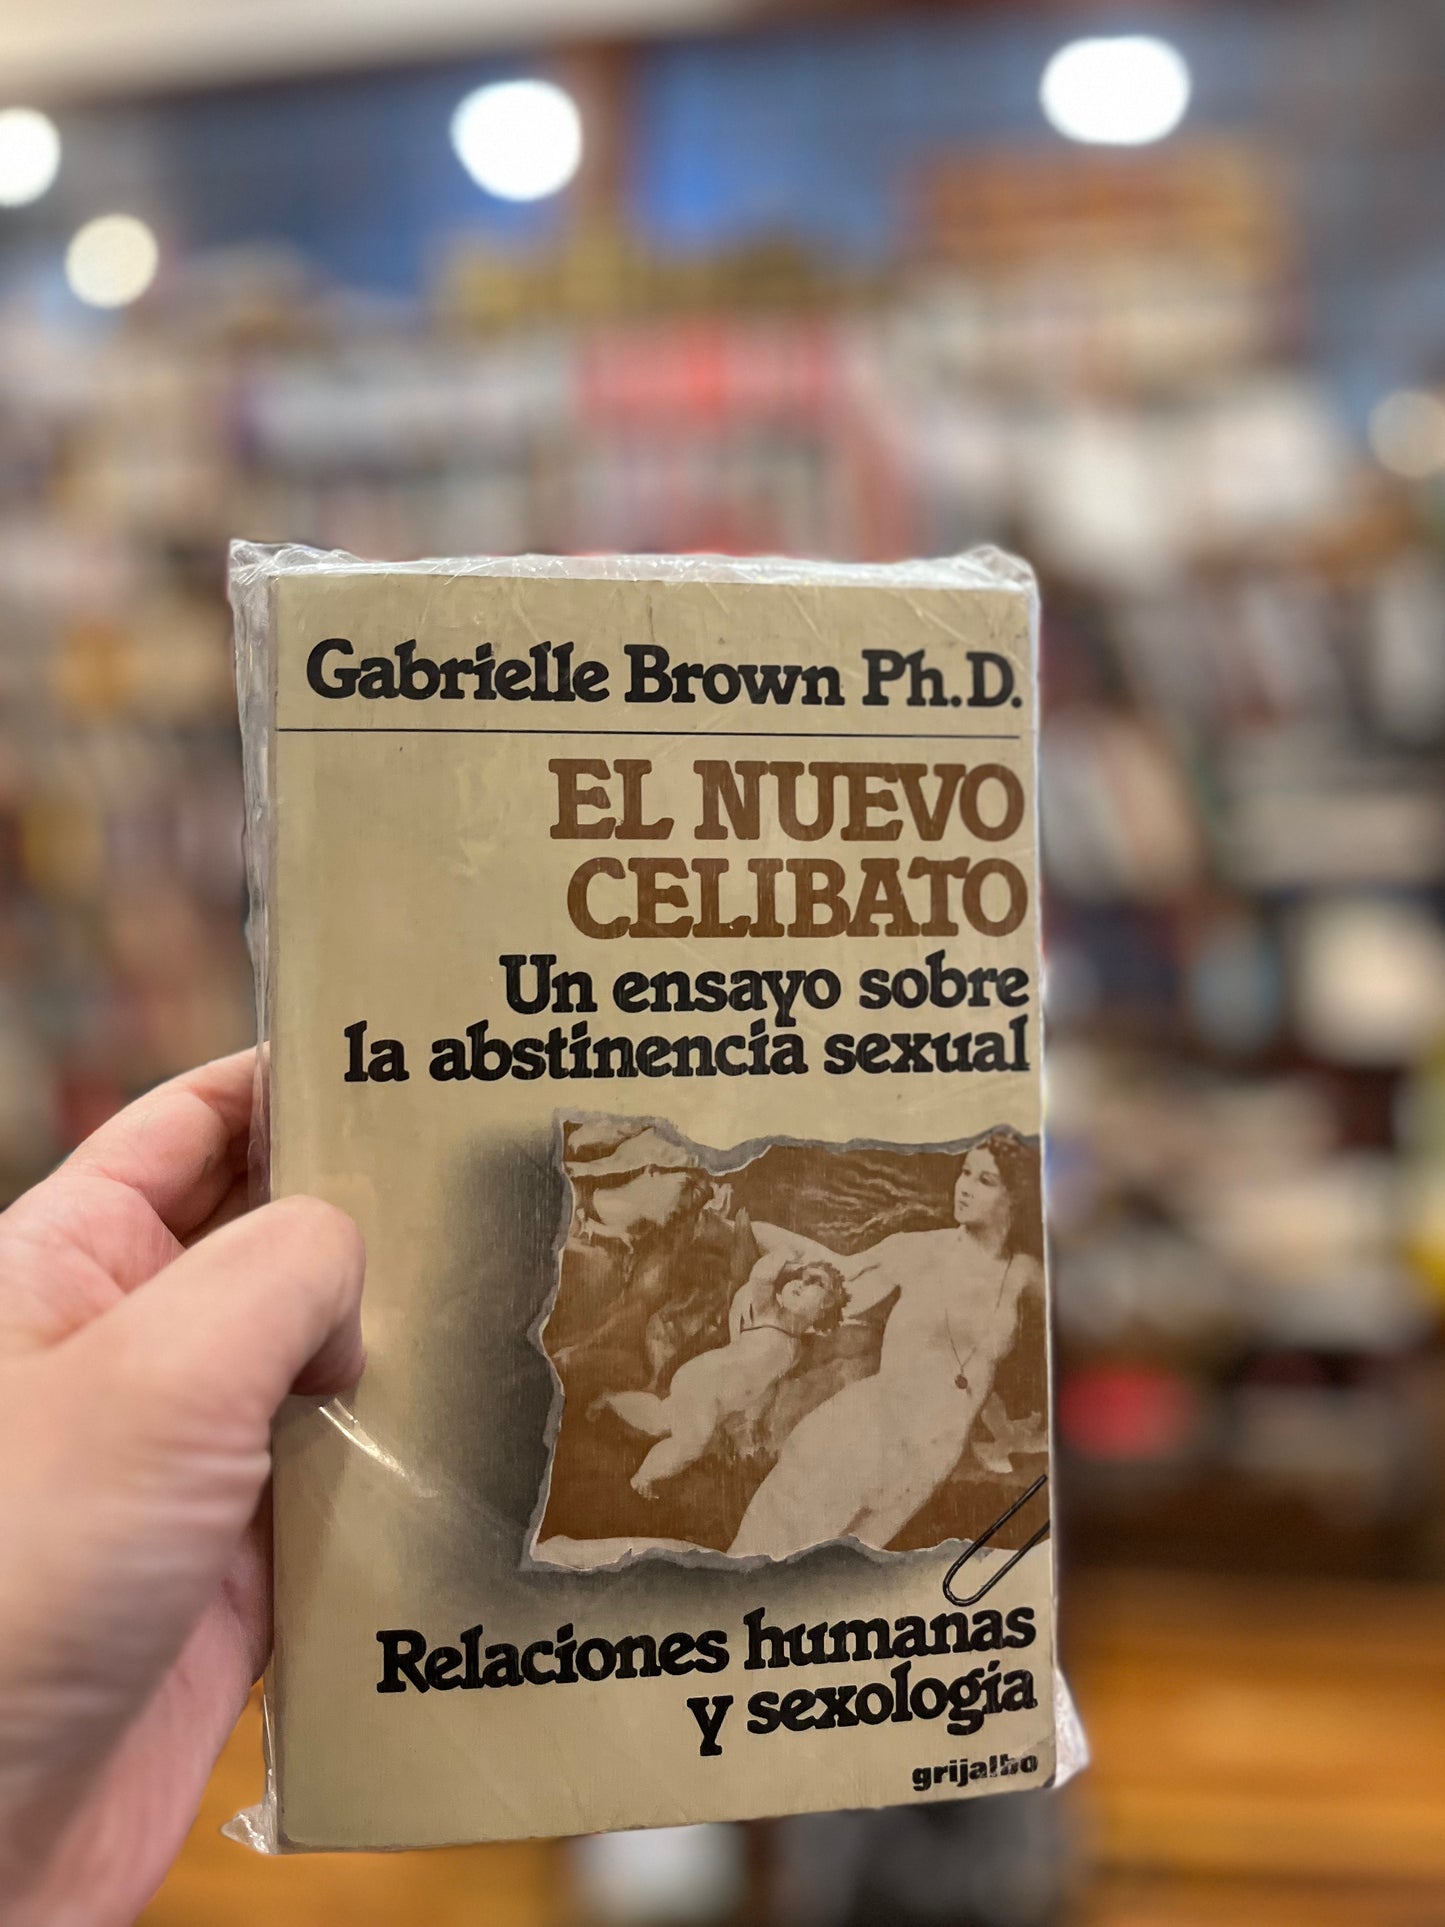 Gabrielle Brown Ph.D.
EL NUEVO
CELIBATO
Un ensayo sobre
la abstinencia sexual
Relaciones humanas
y sexología
grijalbo